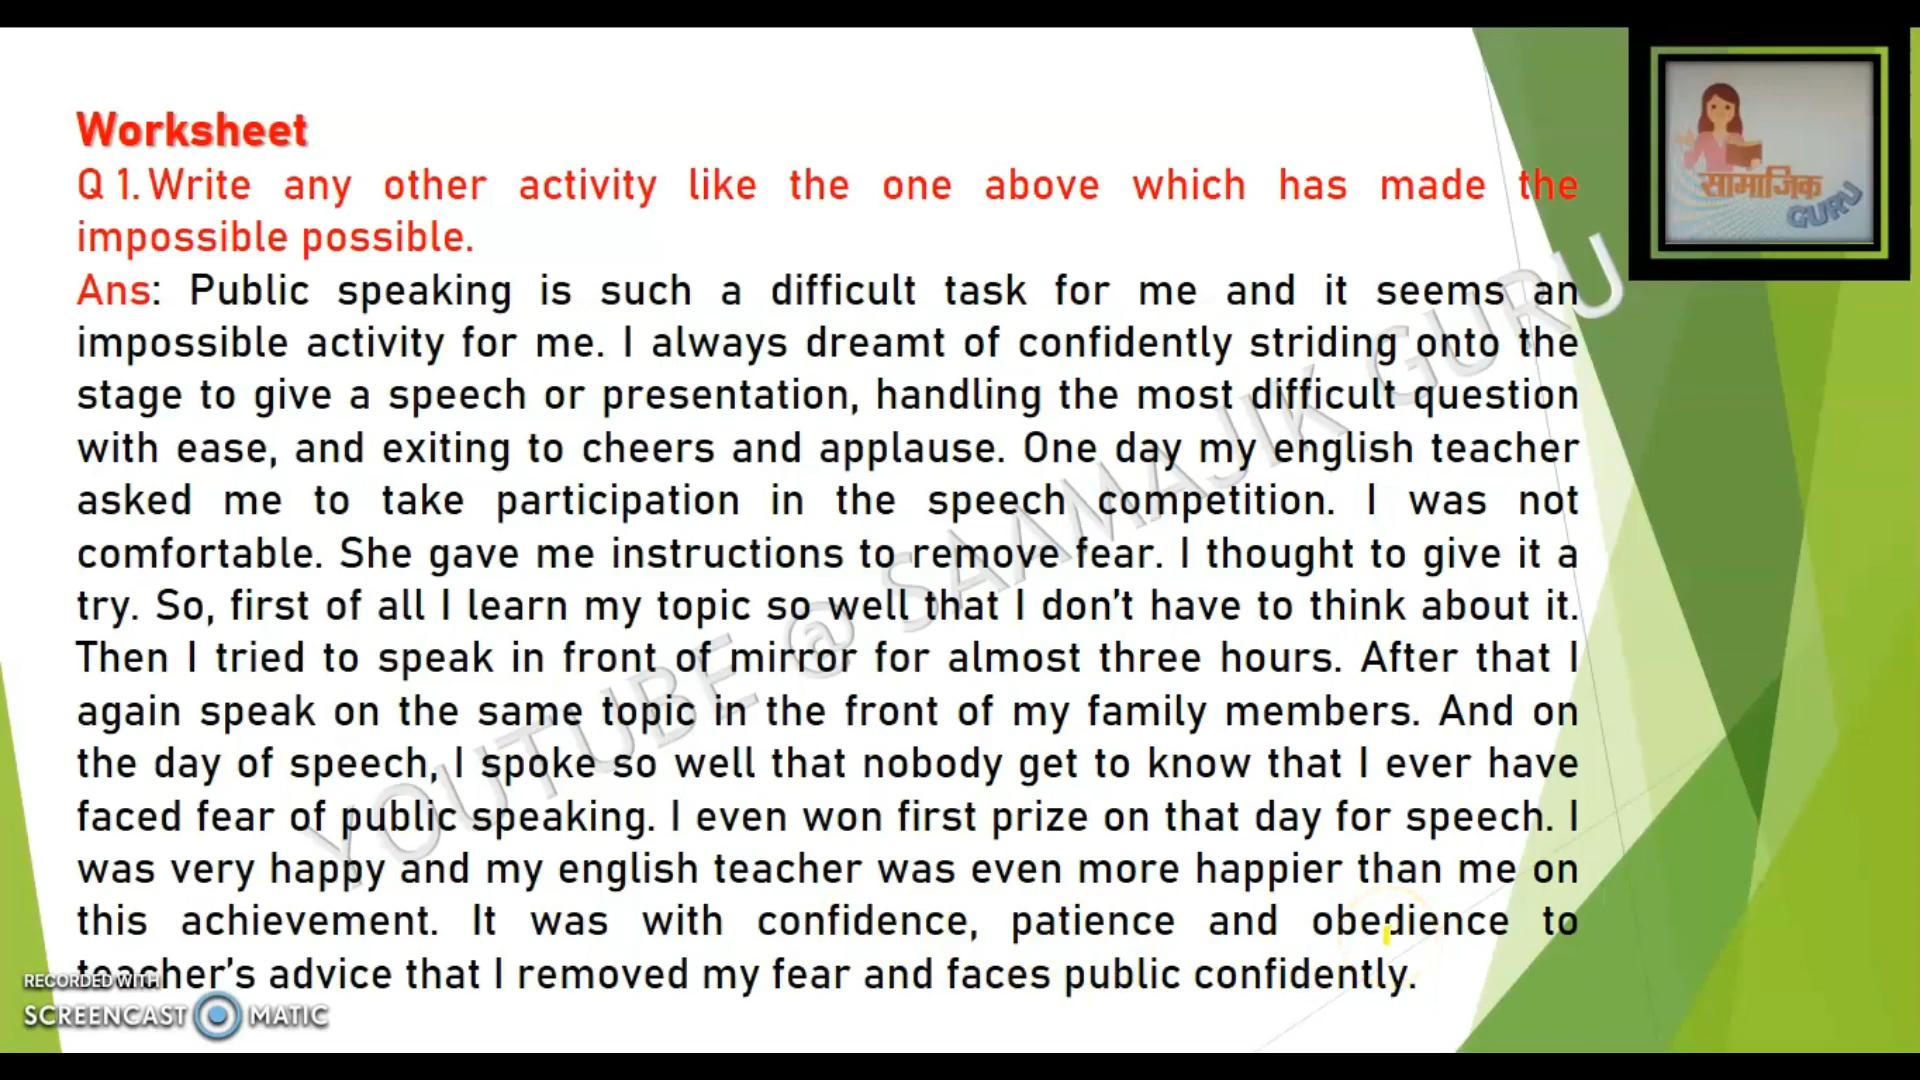 Worksheet
Q 1. Write any other activity like the one above which has made the
impossible possible.
Ans: Public speaking is such a difficult task for me and it seems an
impossible activity for me. I always dreamt of confidently striding onto the
stage to give a speech or presentation, handling the most difficult question
with ease, and exiting to cheers and applause. One day my english teacher
asked me to take participation in the speech competition. I was not
comfortable. She gave me instructions to remove fear. I thought to give it a
try. So, first of all I learn my topic so well that I don't have to think about it.
Then I tried to speak in front of mirror for almost three hours. After that I
again speak on the same topic in the front of my family members. And on
the day of speech, I spoke so well that nobody get to know that I ever have
faced fear of public speaking. I even won first prize on that day for speech. I
was very happy and my english teacher was even more happier than me on
this achievement. It was with confidence, patience and obedience to
teacher's advice that I removed my fear and faces public confidently.
सामाजिक
GURU
YOUTUBE @ SAAMAJIK GURU
RECORDED WITH
SCREENCAST MATIC